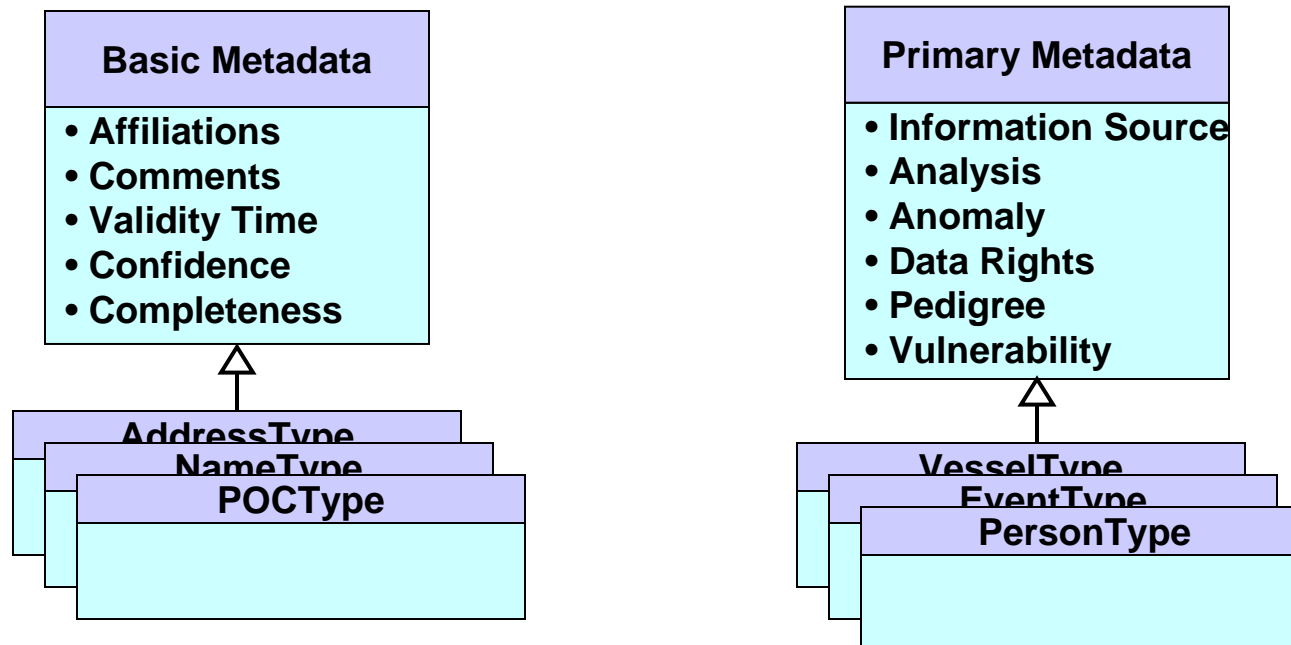 Basic Metadata
• Affiliations
• Comments
• Validity Time
• Confidence
• Completeness
AddressType
NameType
POCType
Primary Metadata
• Information Source
• Analysis
• Anomaly
• Data Rights
• Pedigree
• Vulnerability
VesselType
EventType
PersonType